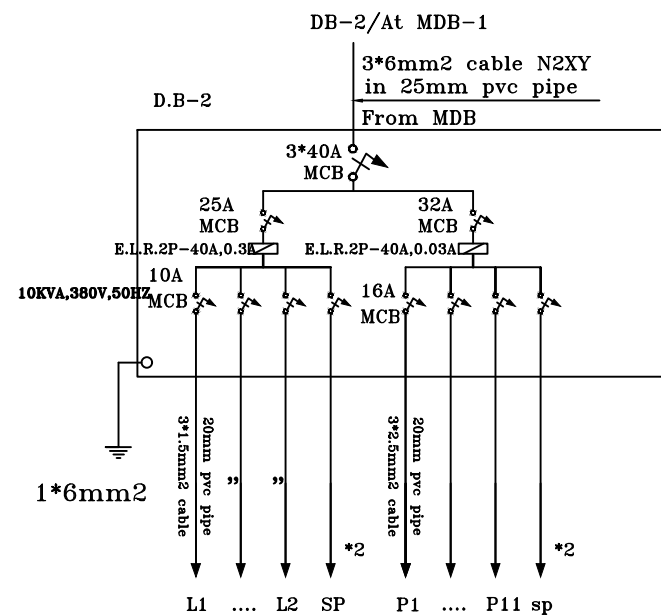 DB-2/At MDB-1
3*6mm2 cable N2XY
in 25mm pvc pipe
D.B-2
From MDB
3*40A
MCB
25A
MCB
32A
MCB
E.L.R.2P-40A,0.3A
E.L.R.2P-40A,0.03A
10A
MCB
16A
MCB
10KVA,380V,50HZ
20mm pvc pipe
3*1.5mm2 cable
"
"
20mm pvc pipe
3*2.5mm2 cable
1*6mm2
*2
*2
L1 .... L2 SP P1 .... P11 sp